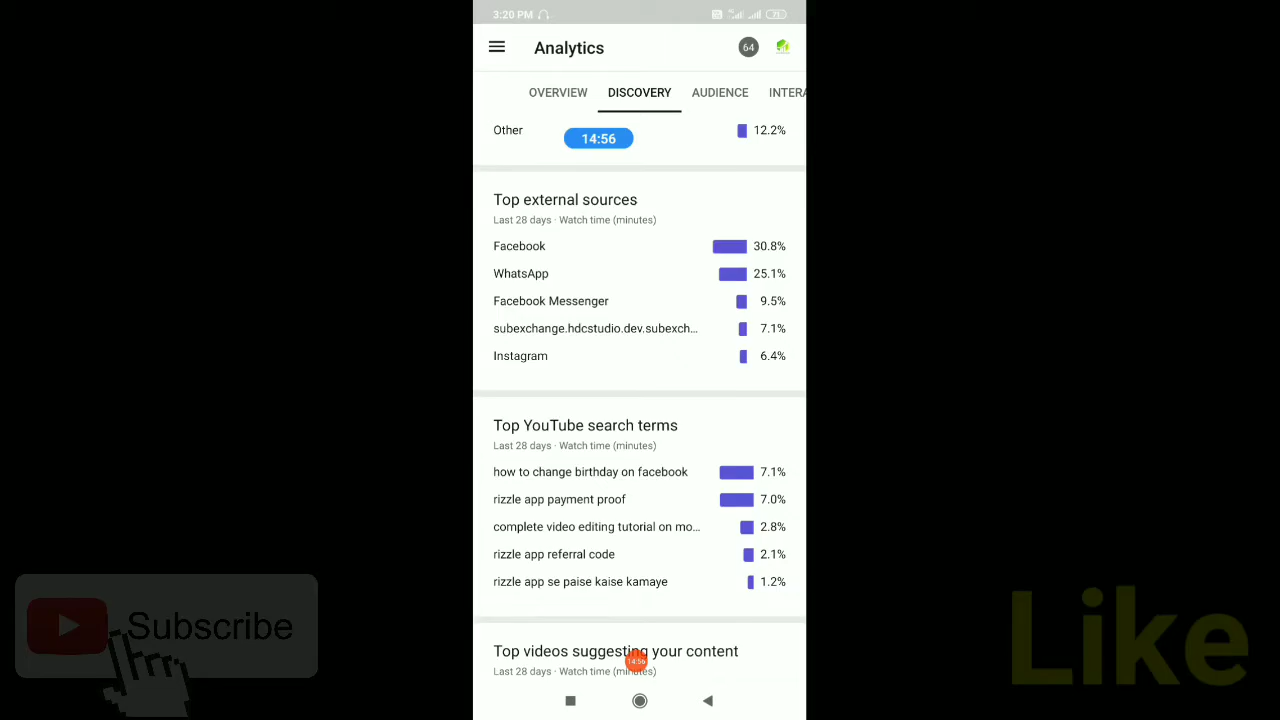 3:20 PM
75
Analytics
64
OVERVIEW DISCOVERY AUDIENCE INTERA
Other 12.2%
14:56
Top external sources
Last 28 days · Watch time (minutes)
Facebook 30.8%
WhatsApp 25.1%
Facebook Messenger 9.5%
subexchange.hdcstudio.dev.subexch... 7.1%
Instagram 6.4%
Top YouTube search terms
Last 28 days · Watch time (minutes)
how to change birthday on facebook 7.1%
rizzle app payment proof 7.0%
complete video editing tutorial on mo... 2.8%
rizzle app referral code 2.1%
rizzle app se paise kaise kamaye 1.2%
Subscribe
Like
Top videos suggesting your content
14:56
Last 28 days · Watch time (minutes)